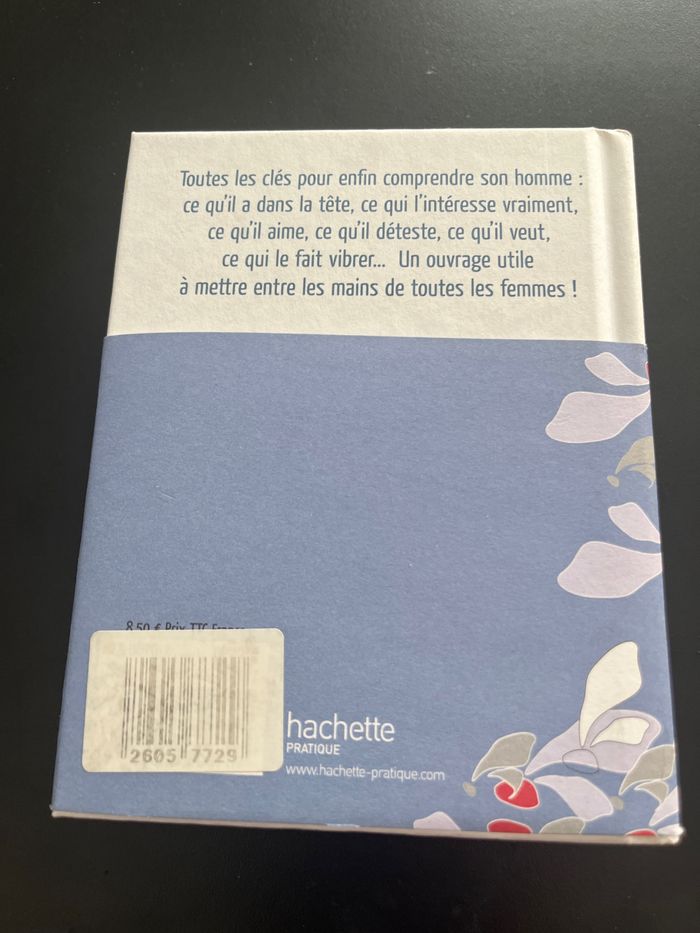 Toutes les clés pour enfin comprendre son homme :
ce qu'il a dans la tête, ce qui l'intéresse vraiment,
ce qu'il aime, ce qu'il déteste, ce qu'il veut,
ce qui le fait vibrer... Un ouvrage utile
à mettre entre les mains de toutes les femmes !
8,50 € Prix TTC France
2605 7729
hachette
PRATIQUE
www.hachette-pratique.com